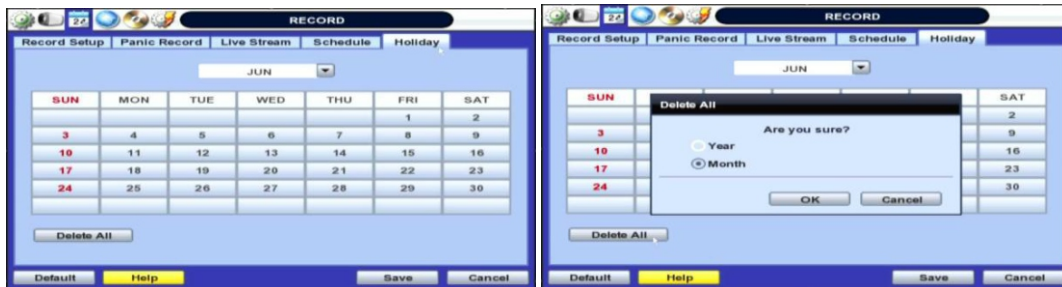 RECORD
Record Setup Panic Record Live Stream Schedule Holiday
JUN
SUN MON TUE WED THU FRI SAT
1 2
3 4 5 6 7 8 9
10 11 12 13 14 15 16
17 18 19 20 21 22 23
24 25 26 27 28 29 30
Delete All
Default Help Save Cancel
RECORD
Record Setup Panic Record Live Stream Schedule Holiday
JUN
SUN SAT
2
3 9
10 16
17 23
24 30
Delete All
Are you sure?
Year
Month
OK Cancel
Delete All
Default Help Save Cancel